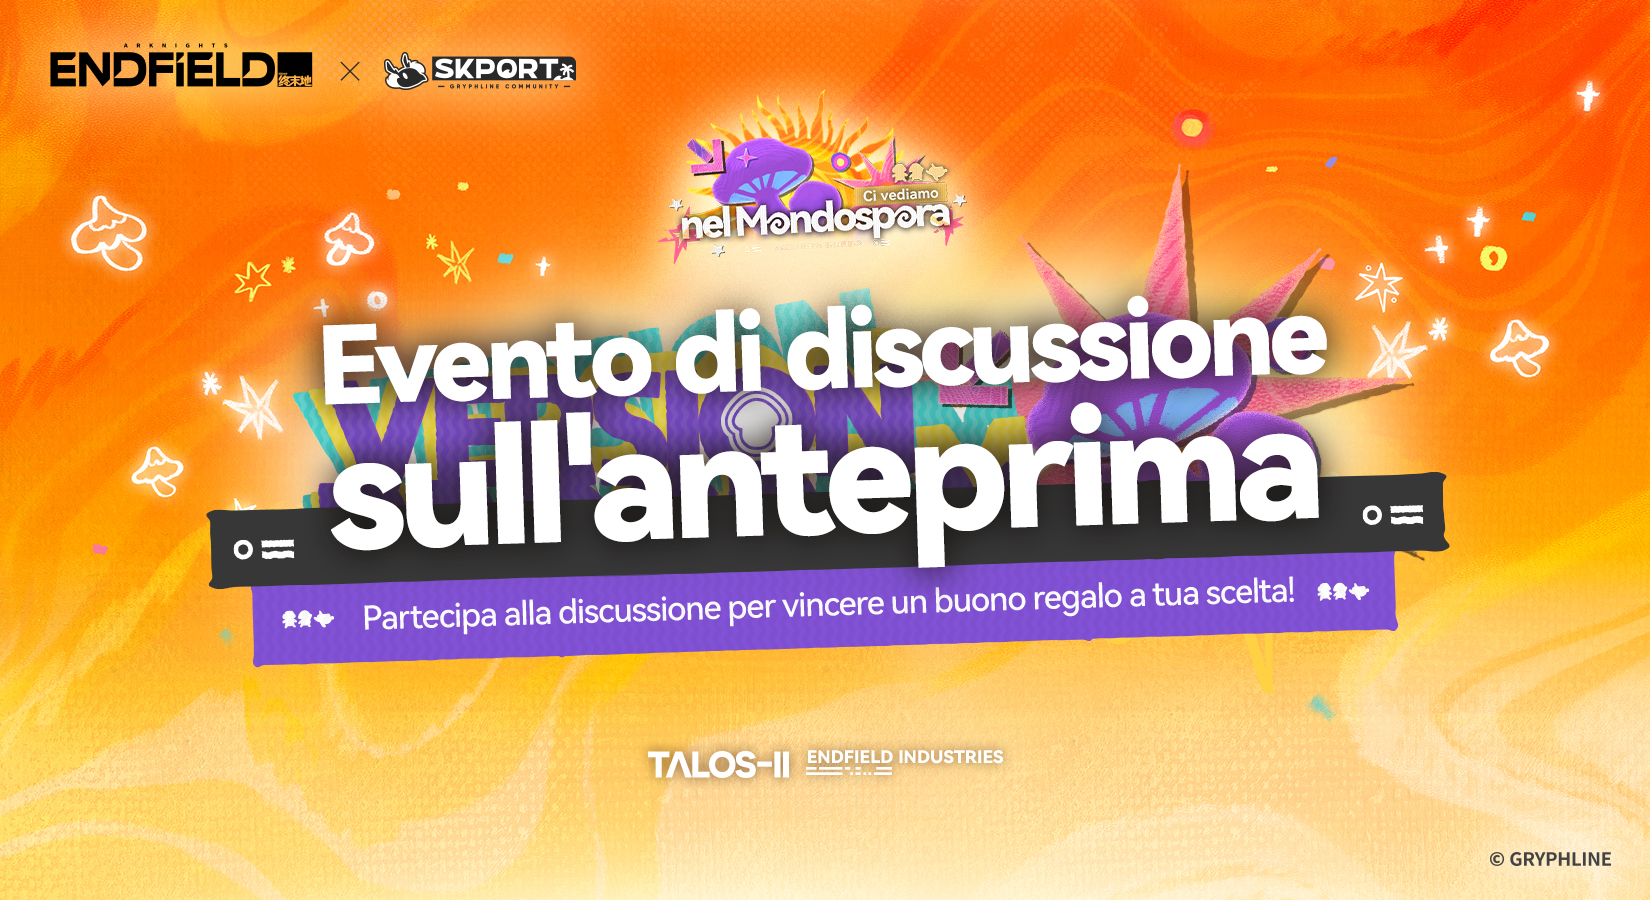 ARKNIGHTS
ENDFIELD
终末地
×
SKPORT
GRYPHLINE COMMUNITY
Ci vediamo
nel Mondospora
VERSION
Evento di discussione
sull'anteprima
Partecipa alla discussione per vincere un buono regalo a tua scelta!
TALOS-II
ENDFIELD INDUSTRIES
© GRYPHLINE